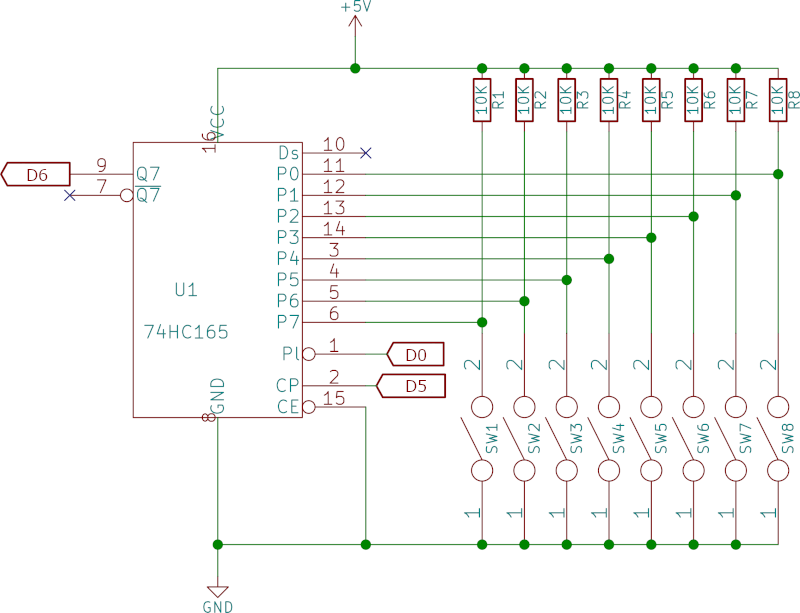 +5V
VCC
16
10K R1
10K R2
10K R3
10K R4
10K R5
10K R6
10K R7
10K R8
Ds 10
P0 11
D6 9 Q7
7 Q7
P1 12
P2 13
P3 14
P4 3
P5 4
P6 5
P7 6
U1
74HC165
Pl 1 D0
CP 2 D5
CE 15
GND
8
2 2 2 2 2 2 2 2
SW1 SW2 SW3 SW4 SW5 SW6 SW7 SW8
1 1 1 1 1 1 1 1
GND